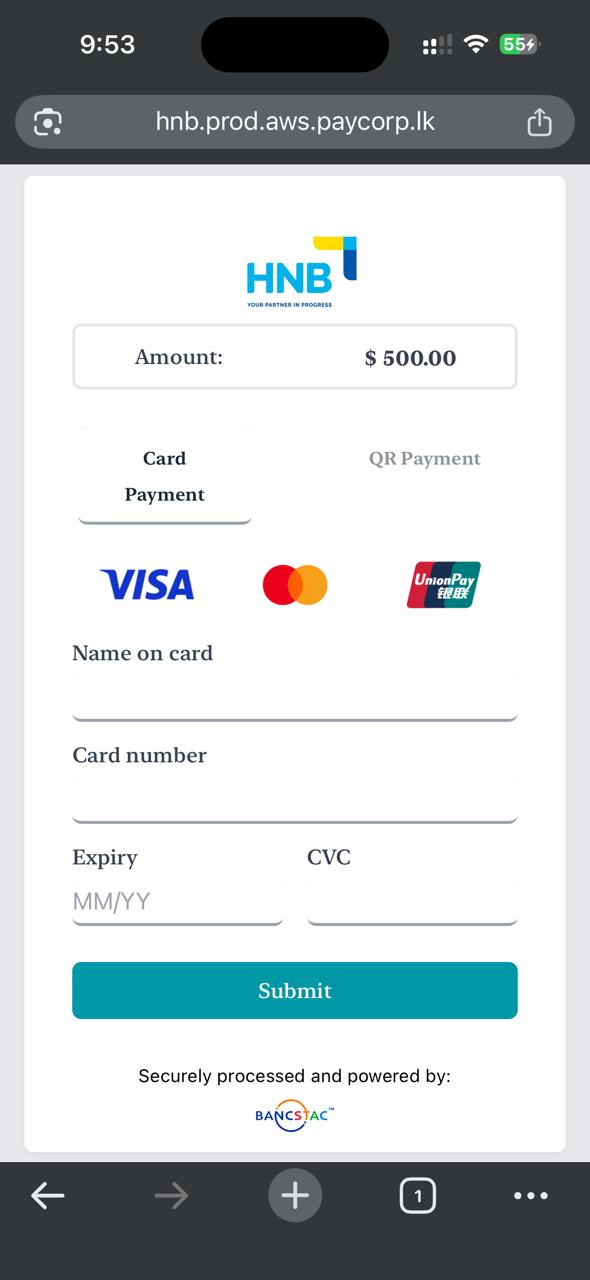 9:53
55
hnb.prod.aws.paycorp.lk
HNB
YOUR PARTNER IN PROGRESS
Amount: $ 500.00
Card
Payment
QR Payment
VISA
UnionPay
银联
Name on card
Card number
Expiry CVC
MM/YY
Submit
Securely processed and powered by:
BANCSTAC™
1